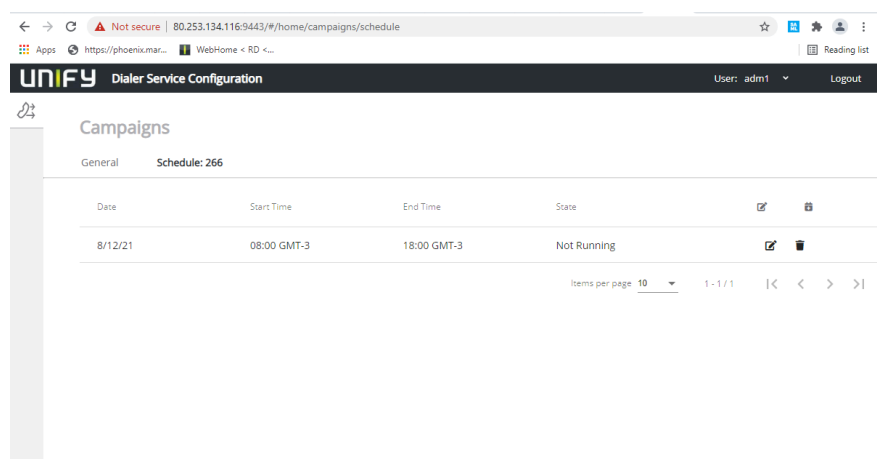 Not secure | 80.253.134.116:9443/#/home/campaigns/schedule
Apps https://phoenix.mar... WebHome < RD <... Reading list
UNIFY Dialer Service Configuration User: adm1 Logout
Campaigns
General Schedule: 266
Date Start Time End Time State
8/12/21 08:00 GMT-3 18:00 GMT-3 Not Running
Items per page 10 1 - 1 / 1